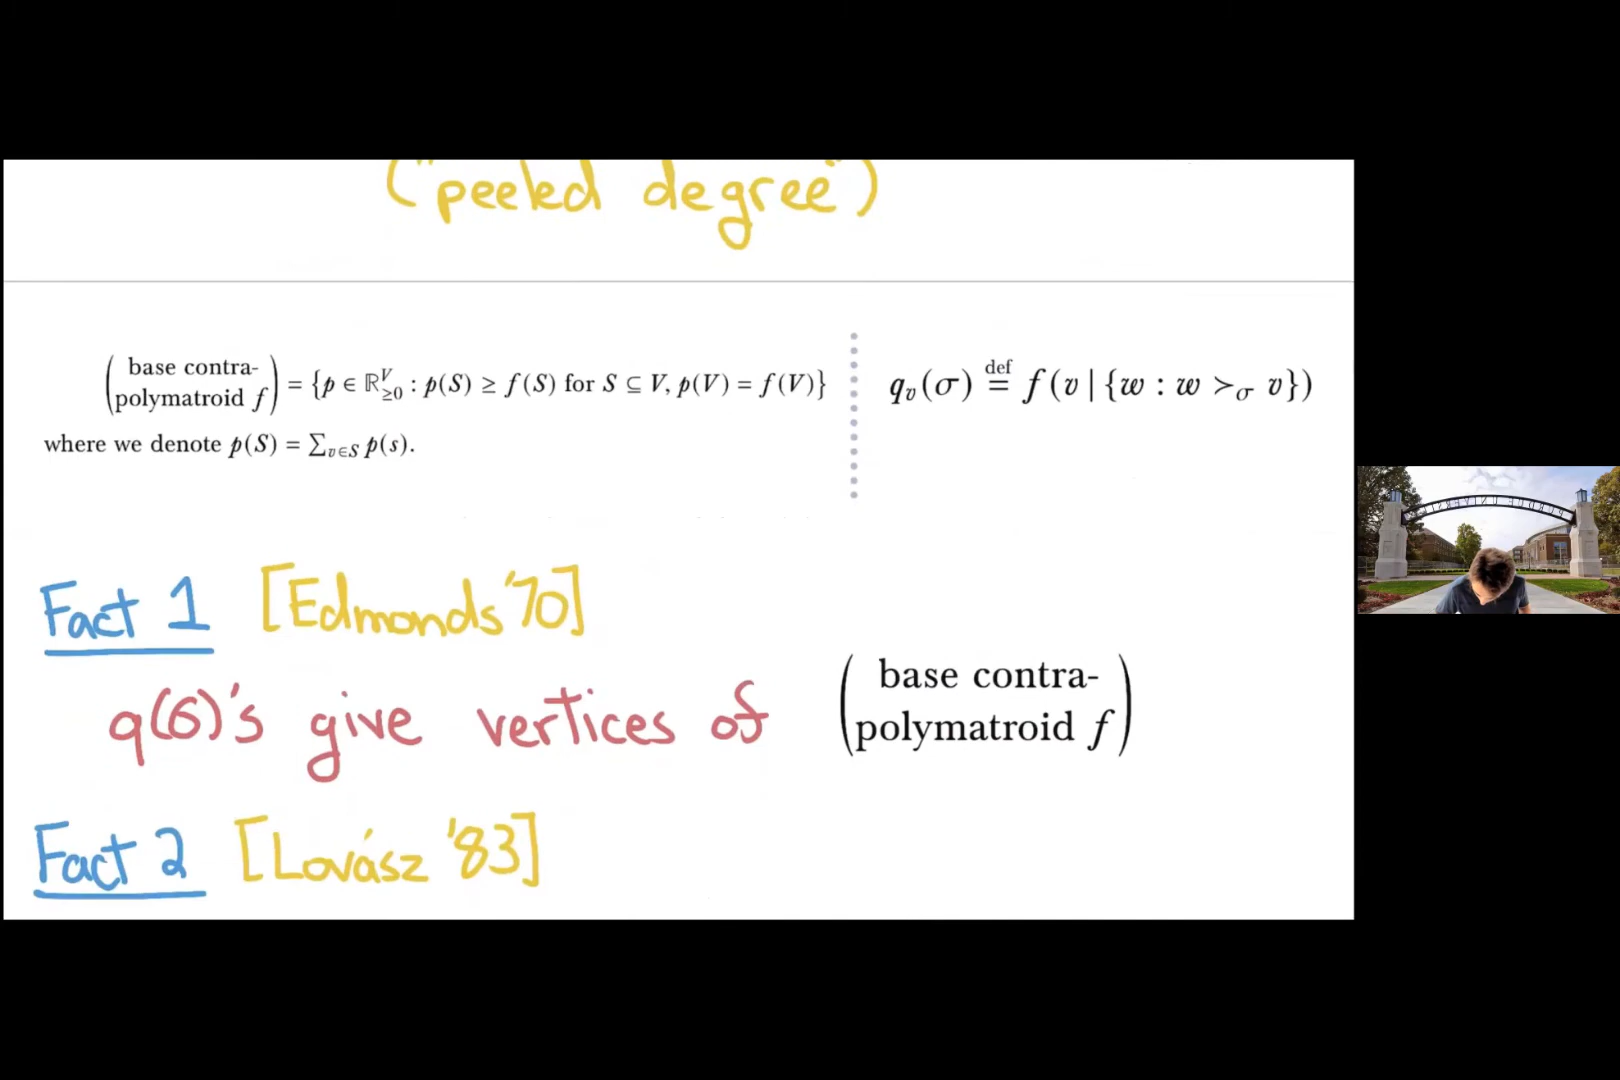 ("peeled degree")
(base contra-polymatroid f) = {p ∈ ℝ^V_≥0 : p(S) ≥ f(S) for S ⊆ V, p(V) = f(V)}
where we denote p(S) = ∑_{v∈S} p(s).
q_v(σ) def= f(v | {w : w ≻_σ v})
Fact 1 [Edmonds '70]
q(σ)'s give vertices of (base contra-polymatroid f)
Fact 2 [Lovász '83]